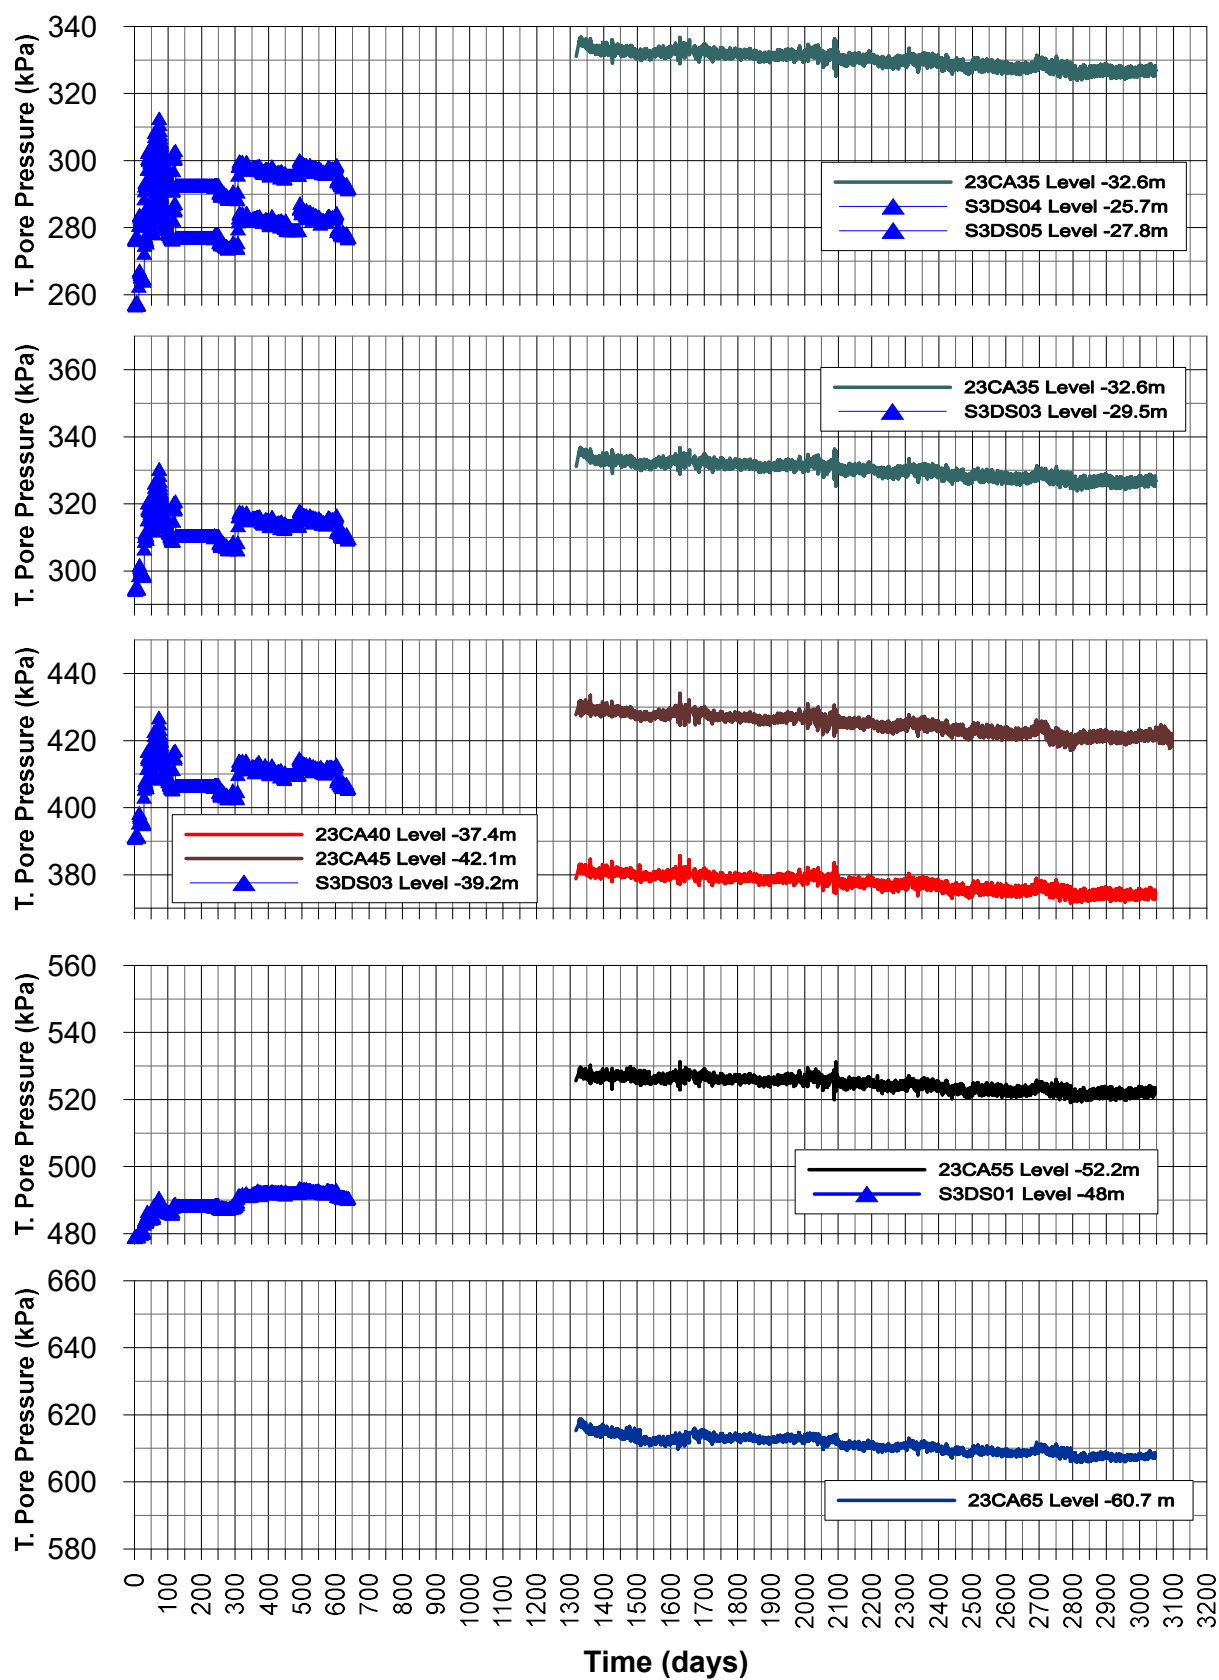 T. Pore Pressure (kPa)
340
320
300
280
260
23CA35 Level -32.6m
S3DS04 Level -25.7m
S3DS05 Level -27.8m
T. Pore Pressure (kPa)
360
340
320
300
23CA35 Level -32.6m
S3DS03 Level -29.5m
T. Pore Pressure (kPa)
440
420
400
380
23CA40 Level -37.4m
23CA45 Level -42.1m
S3DS03 Level -39.2m
T. Pore Pressure (kPa)
560
540
520
500
480
23CA55 Level -52.2m
S3DS01 Level -48m
T. Pore Pressure (kPa)
660
640
620
600
580
23CA65 Level -60.7 m
0 100 200 300 400 500 600 700 800 900 1000 1100 1200 1300 1400 1500 1600 1700 1800 1900 2000 2100 2200 2300 2400 2500 2600 2700 2800 2900 3000 3100 3200
Time (days)